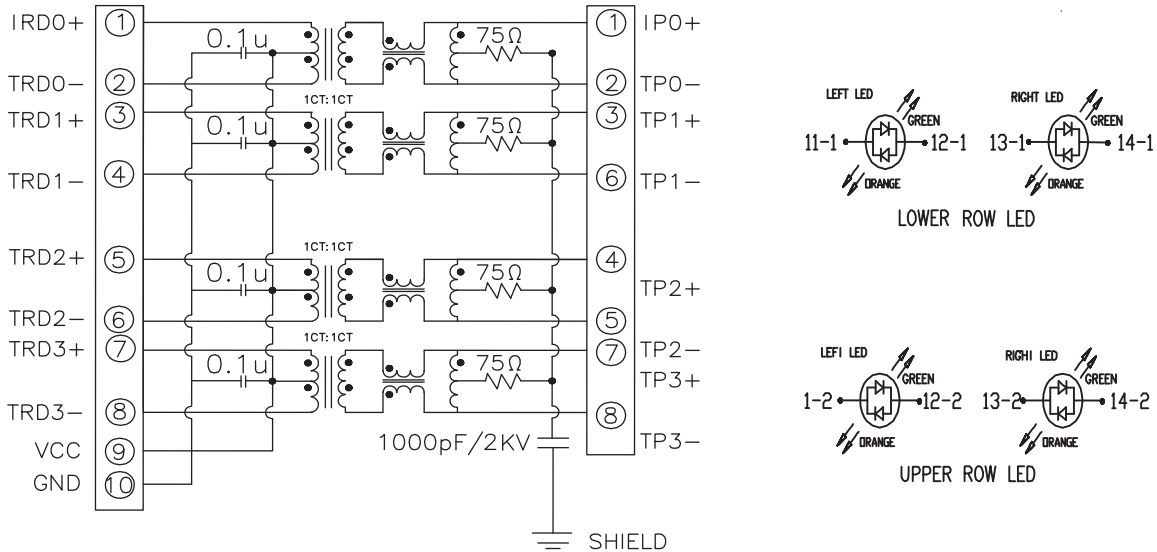 IRD0+ 1 0.1u 75Ω 1 IP0+
TRD0- 2 2 TP0-
1CT:1CT
TRD1+ 3 0.1u 75Ω 3 TP1+
TRD1- 4 6 TP1-
1CT:1CT
TRD2+ 5 0.1u 75Ω 4 TP2+
TRD2- 6 5 TP2-
1CT:1CT
TRD3+ 7 0.1u 75Ω 7 TP3+
TRD3- 8 8 TP3-
VCC 9 1000pF/2KV
GND 10
SHIELD
LEFT LED
GREEN
11-1 12-1
ORANGE
RIGHT LED
GREEN
13-1 14-1
ORANGE
LOWER ROW LED
LEFI LED
GREEN
1-2 12-2
ORANGE
RIGHI LED
GREEN
13-2 14-2
ORANGE
UPPER ROW LED